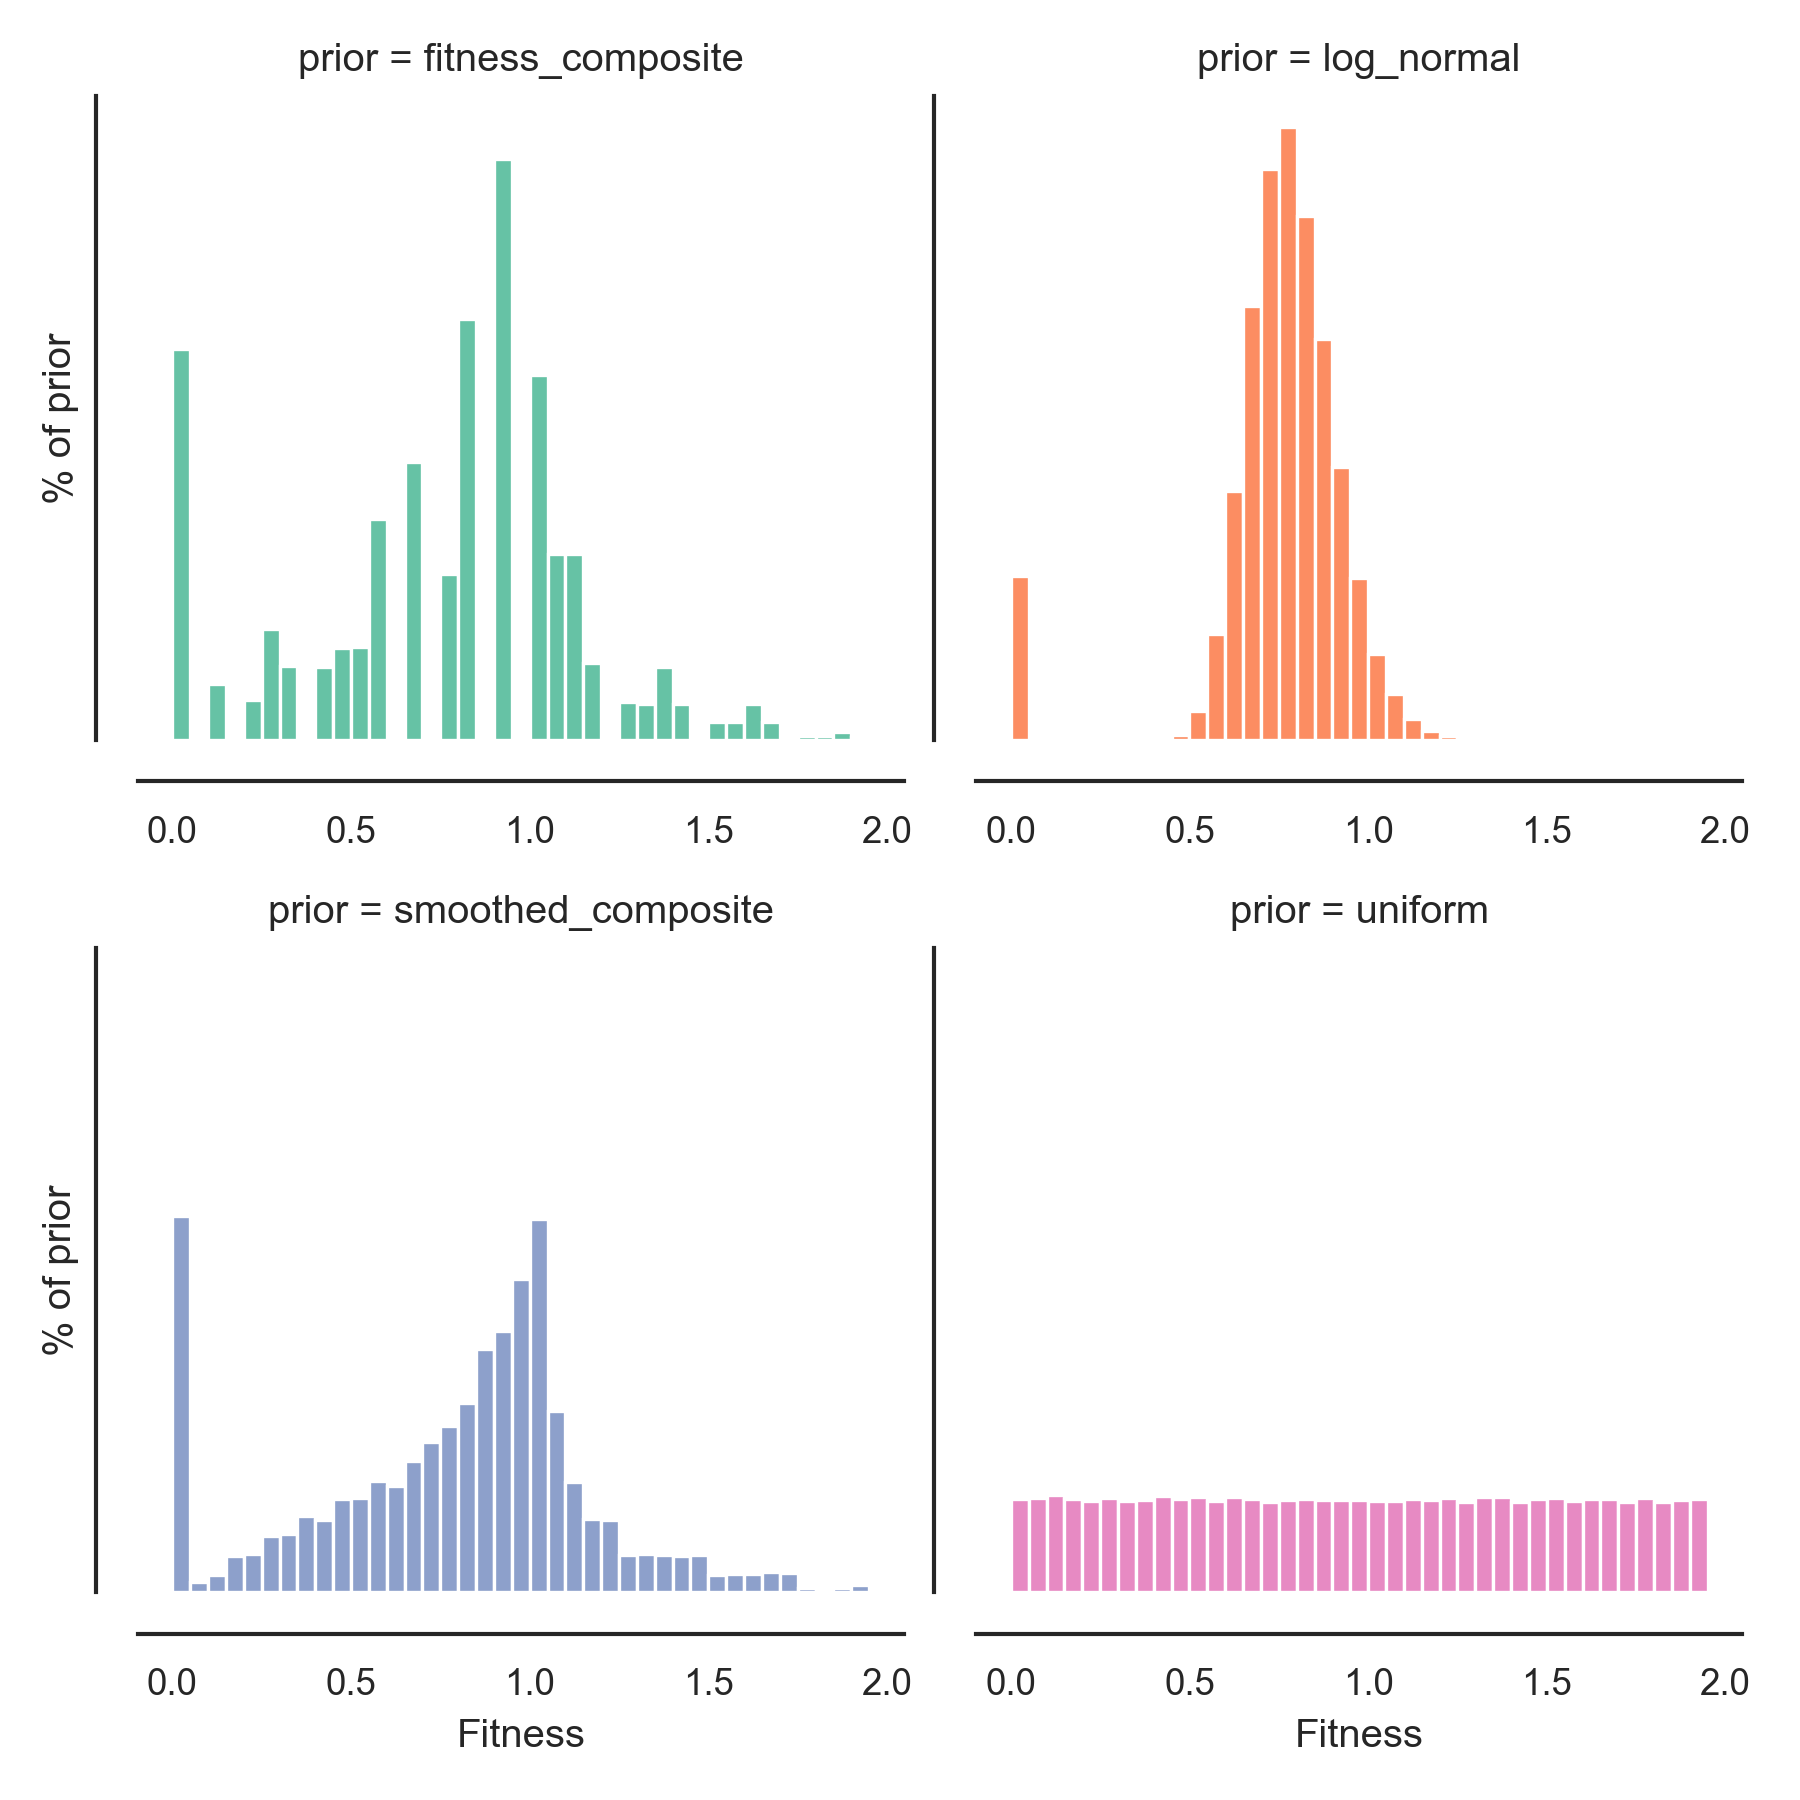 prior = fitness_composite
prior = log_normal
% of prior
0.0 0.5 1.0 1.5 2.0
0.0 0.5 1.0 1.5 2.0
prior = smoothed_composite
prior = uniform
% of prior
0.0 0.5 1.0 1.5 2.0
0.0 0.5 1.0 1.5 2.0
Fitness
Fitness